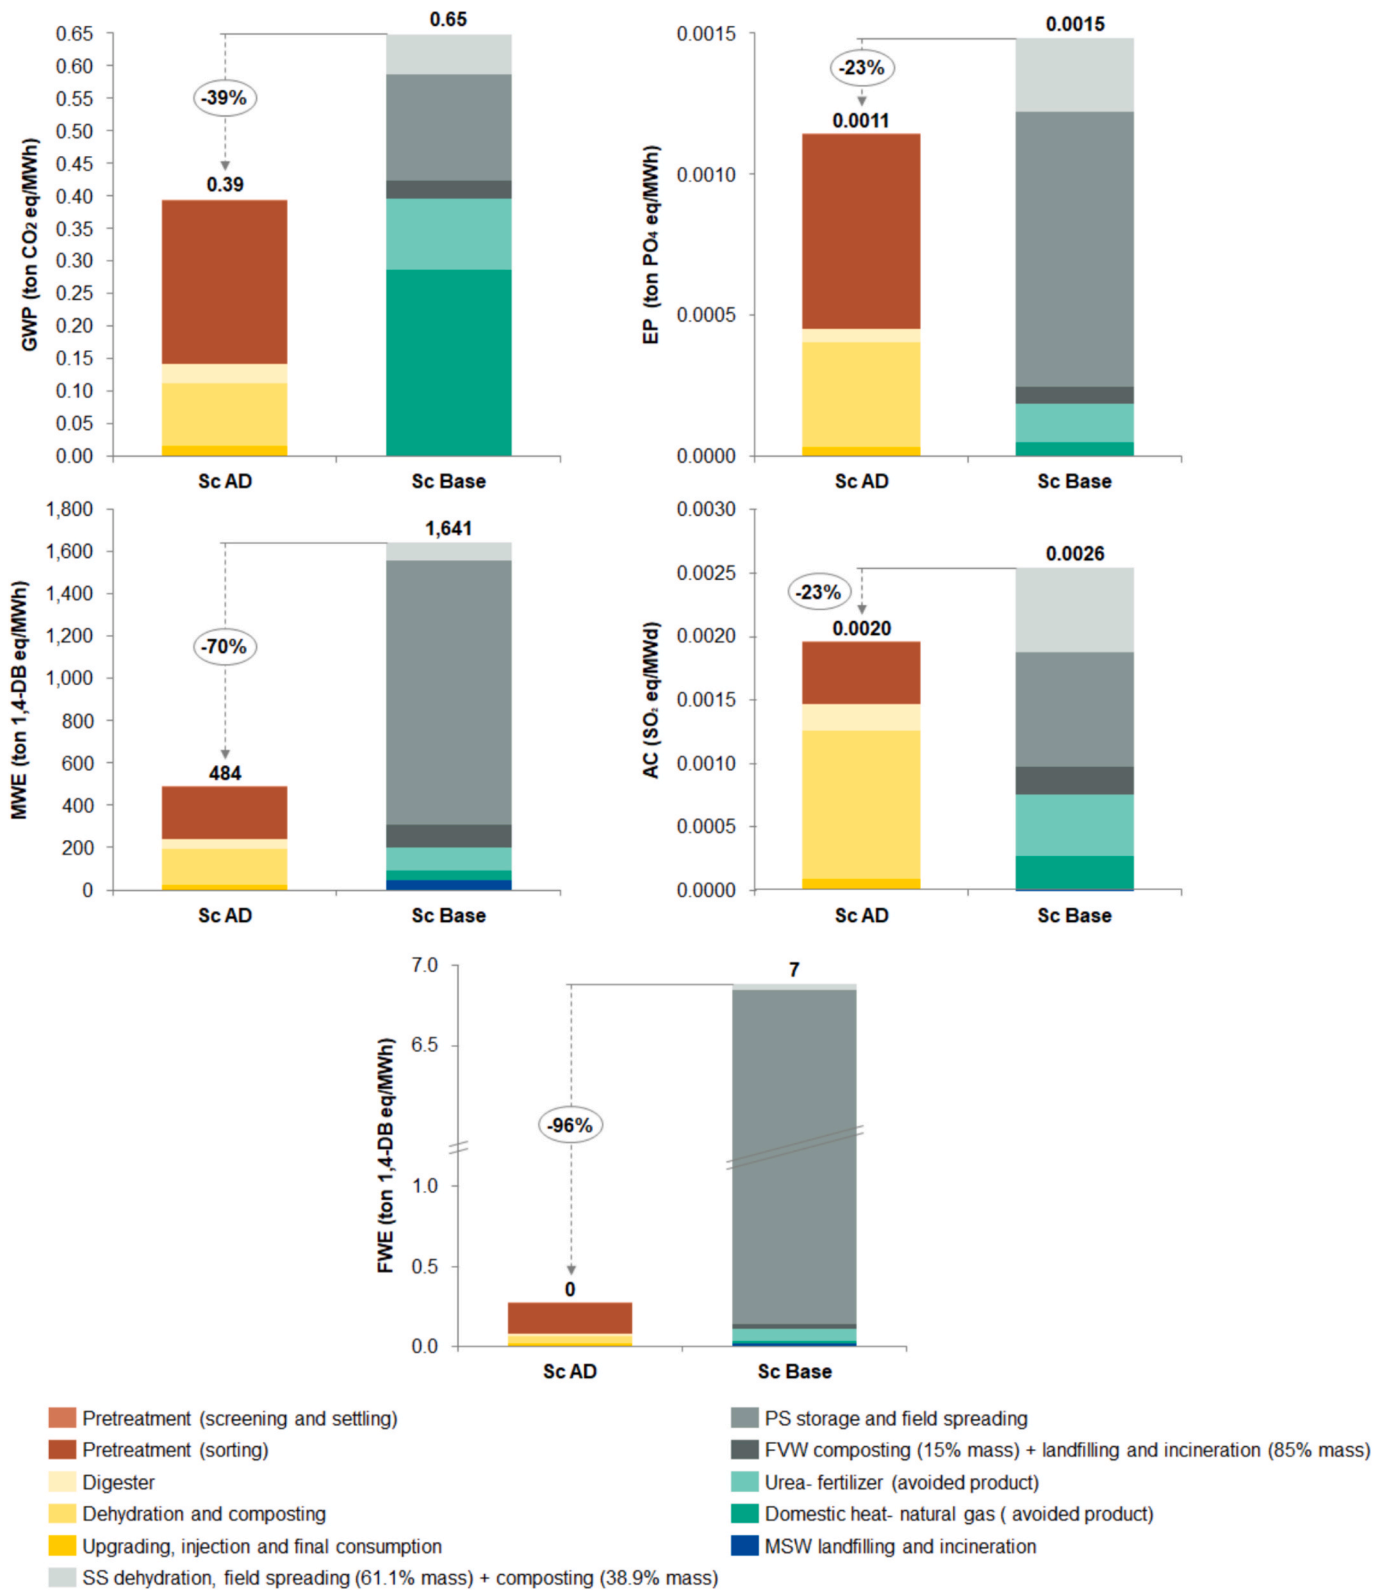 0.65
0.65
0.60
0.55
0.50
0.45
0.40
0.35
0.30
0.25
0.20
0.15
0.10
0.05
0.00
GWP (ton CO₂ eq/MWh)
-39%
0.39
Sc AD
Sc Base
0.0015
0.0015
0.0010
0.0005
0.0000
EP (ton PO₄ eq/MWh)
-23%
0.0011
Sc AD
Sc Base
1,800
1,600
1,400
1,200
1,000
800
600
400
200
0
MWE (ton 1,4-DB eq/MWh)
1,641
-70%
484
Sc AD
Sc Base
0.0030
0.0025
0.0020
0.0015
0.0010
0.0005
0.0000
AC (SO₂ eq/MWd)
0.0026
-23%
0.0020
Sc AD
Sc Base
7.0
6.5
1.0
0.5
0.0
FWE (ton 1,4-DB eq/MWh)
7
-96%
0
Sc AD
Sc Base
Pretreatment (screening and settling)
Pretreatment (sorting)
Digester
Dehydration and composting
Upgrading, injection and final consumption
SS dehydration, field spreading (61.1% mass) + composting (38.9% mass)
PS storage and field spreading
FVW composting (15% mass) + landfilling and incineration (85% mass)
Urea- fertilizer (avoided product)
Domestic heat- natural gas ( avoided product)
MSW landfilling and incineration